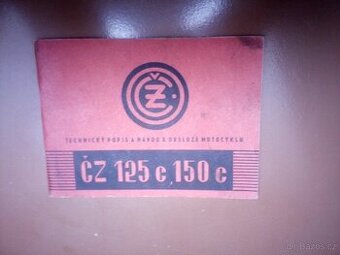 ČZ
TECHNICKÝ POPIS A NÁVOD K OBSLUZE MOTOCYKLU
ČZ 125 c, 150 c